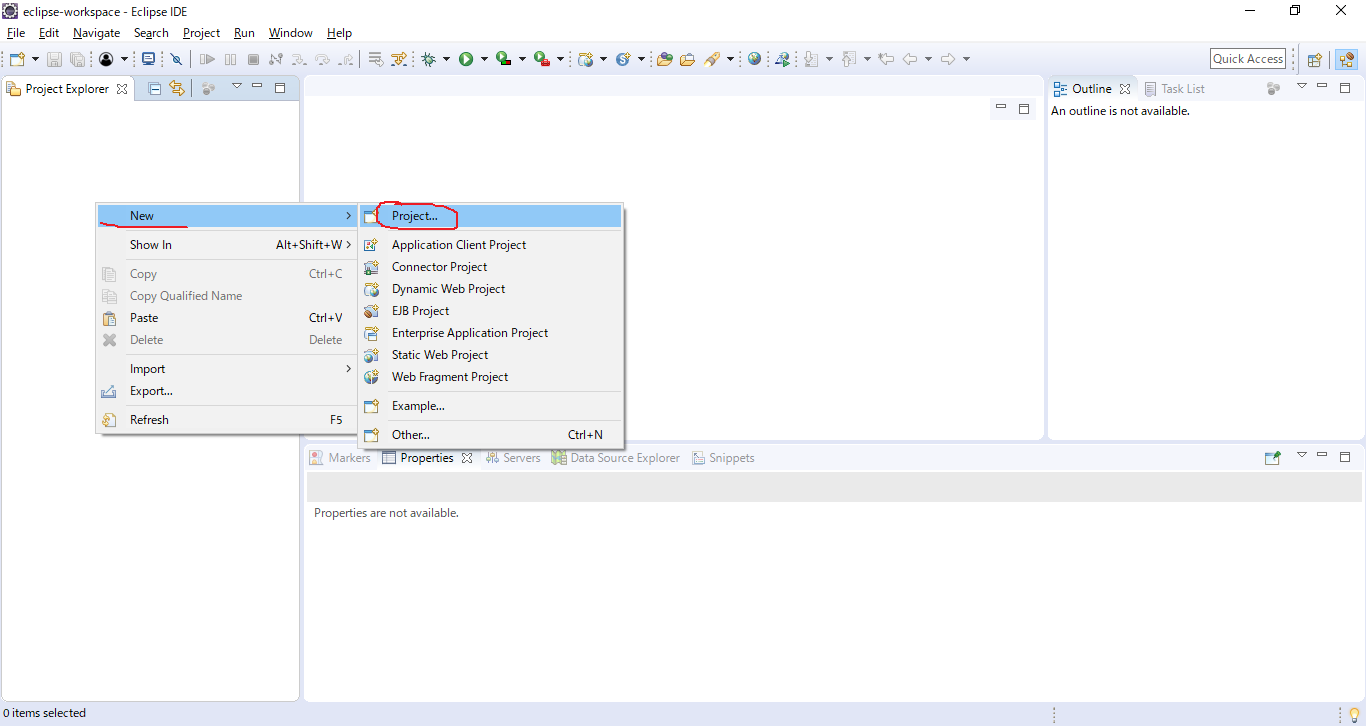 eclipse-workspace - Eclipse IDE
File Edit Navigate Search Project Run Window Help
Quick Access
Project Explorer
Outline Task List
An outline is not available.
New
Show In Alt+Shift+W
Copy Ctrl+C
Copy Qualified Name
Paste Ctrl+V
Delete Delete
Import
Export...
Refresh F5
Project...
Application Client Project
Connector Project
Dynamic Web Project
EJB Project
Enterprise Application Project
Static Web Project
Web Fragment Project
Example...
Other... Ctrl+N
Markers Properties Servers Data Source Explorer Snippets
Properties are not available.
0 items selected